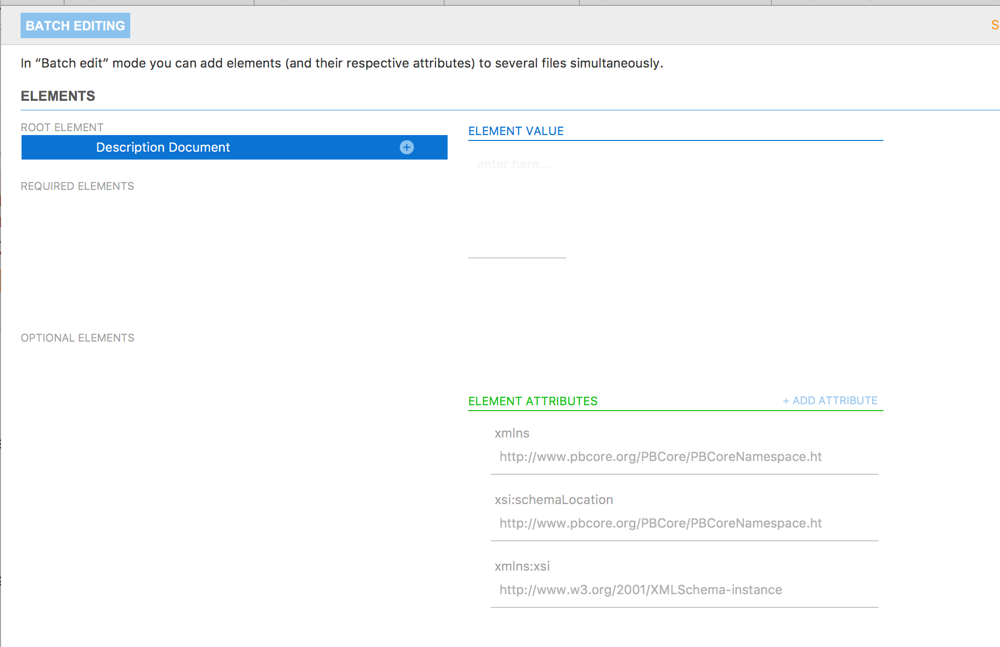 BATCH EDITING
S
In “Batch edit” mode you can add elements (and their respective attributes) to several files simultaneously.
ELEMENTS
ROOT ELEMENT
Description Document +
REQUIRED ELEMENTS
OPTIONAL ELEMENTS
ELEMENT VALUE
enter here...
ELEMENT ATTRIBUTES + ADD ATTRIBUTE
xmlns
http://www.pbcore.org/PBCore/PBCoreNamespace.ht
xsi:schemaLocation
http://www.pbcore.org/PBCore/PBCoreNamespace.ht
xmlns:xsi
http://www.w3.org/2001/XMLSchema-instance